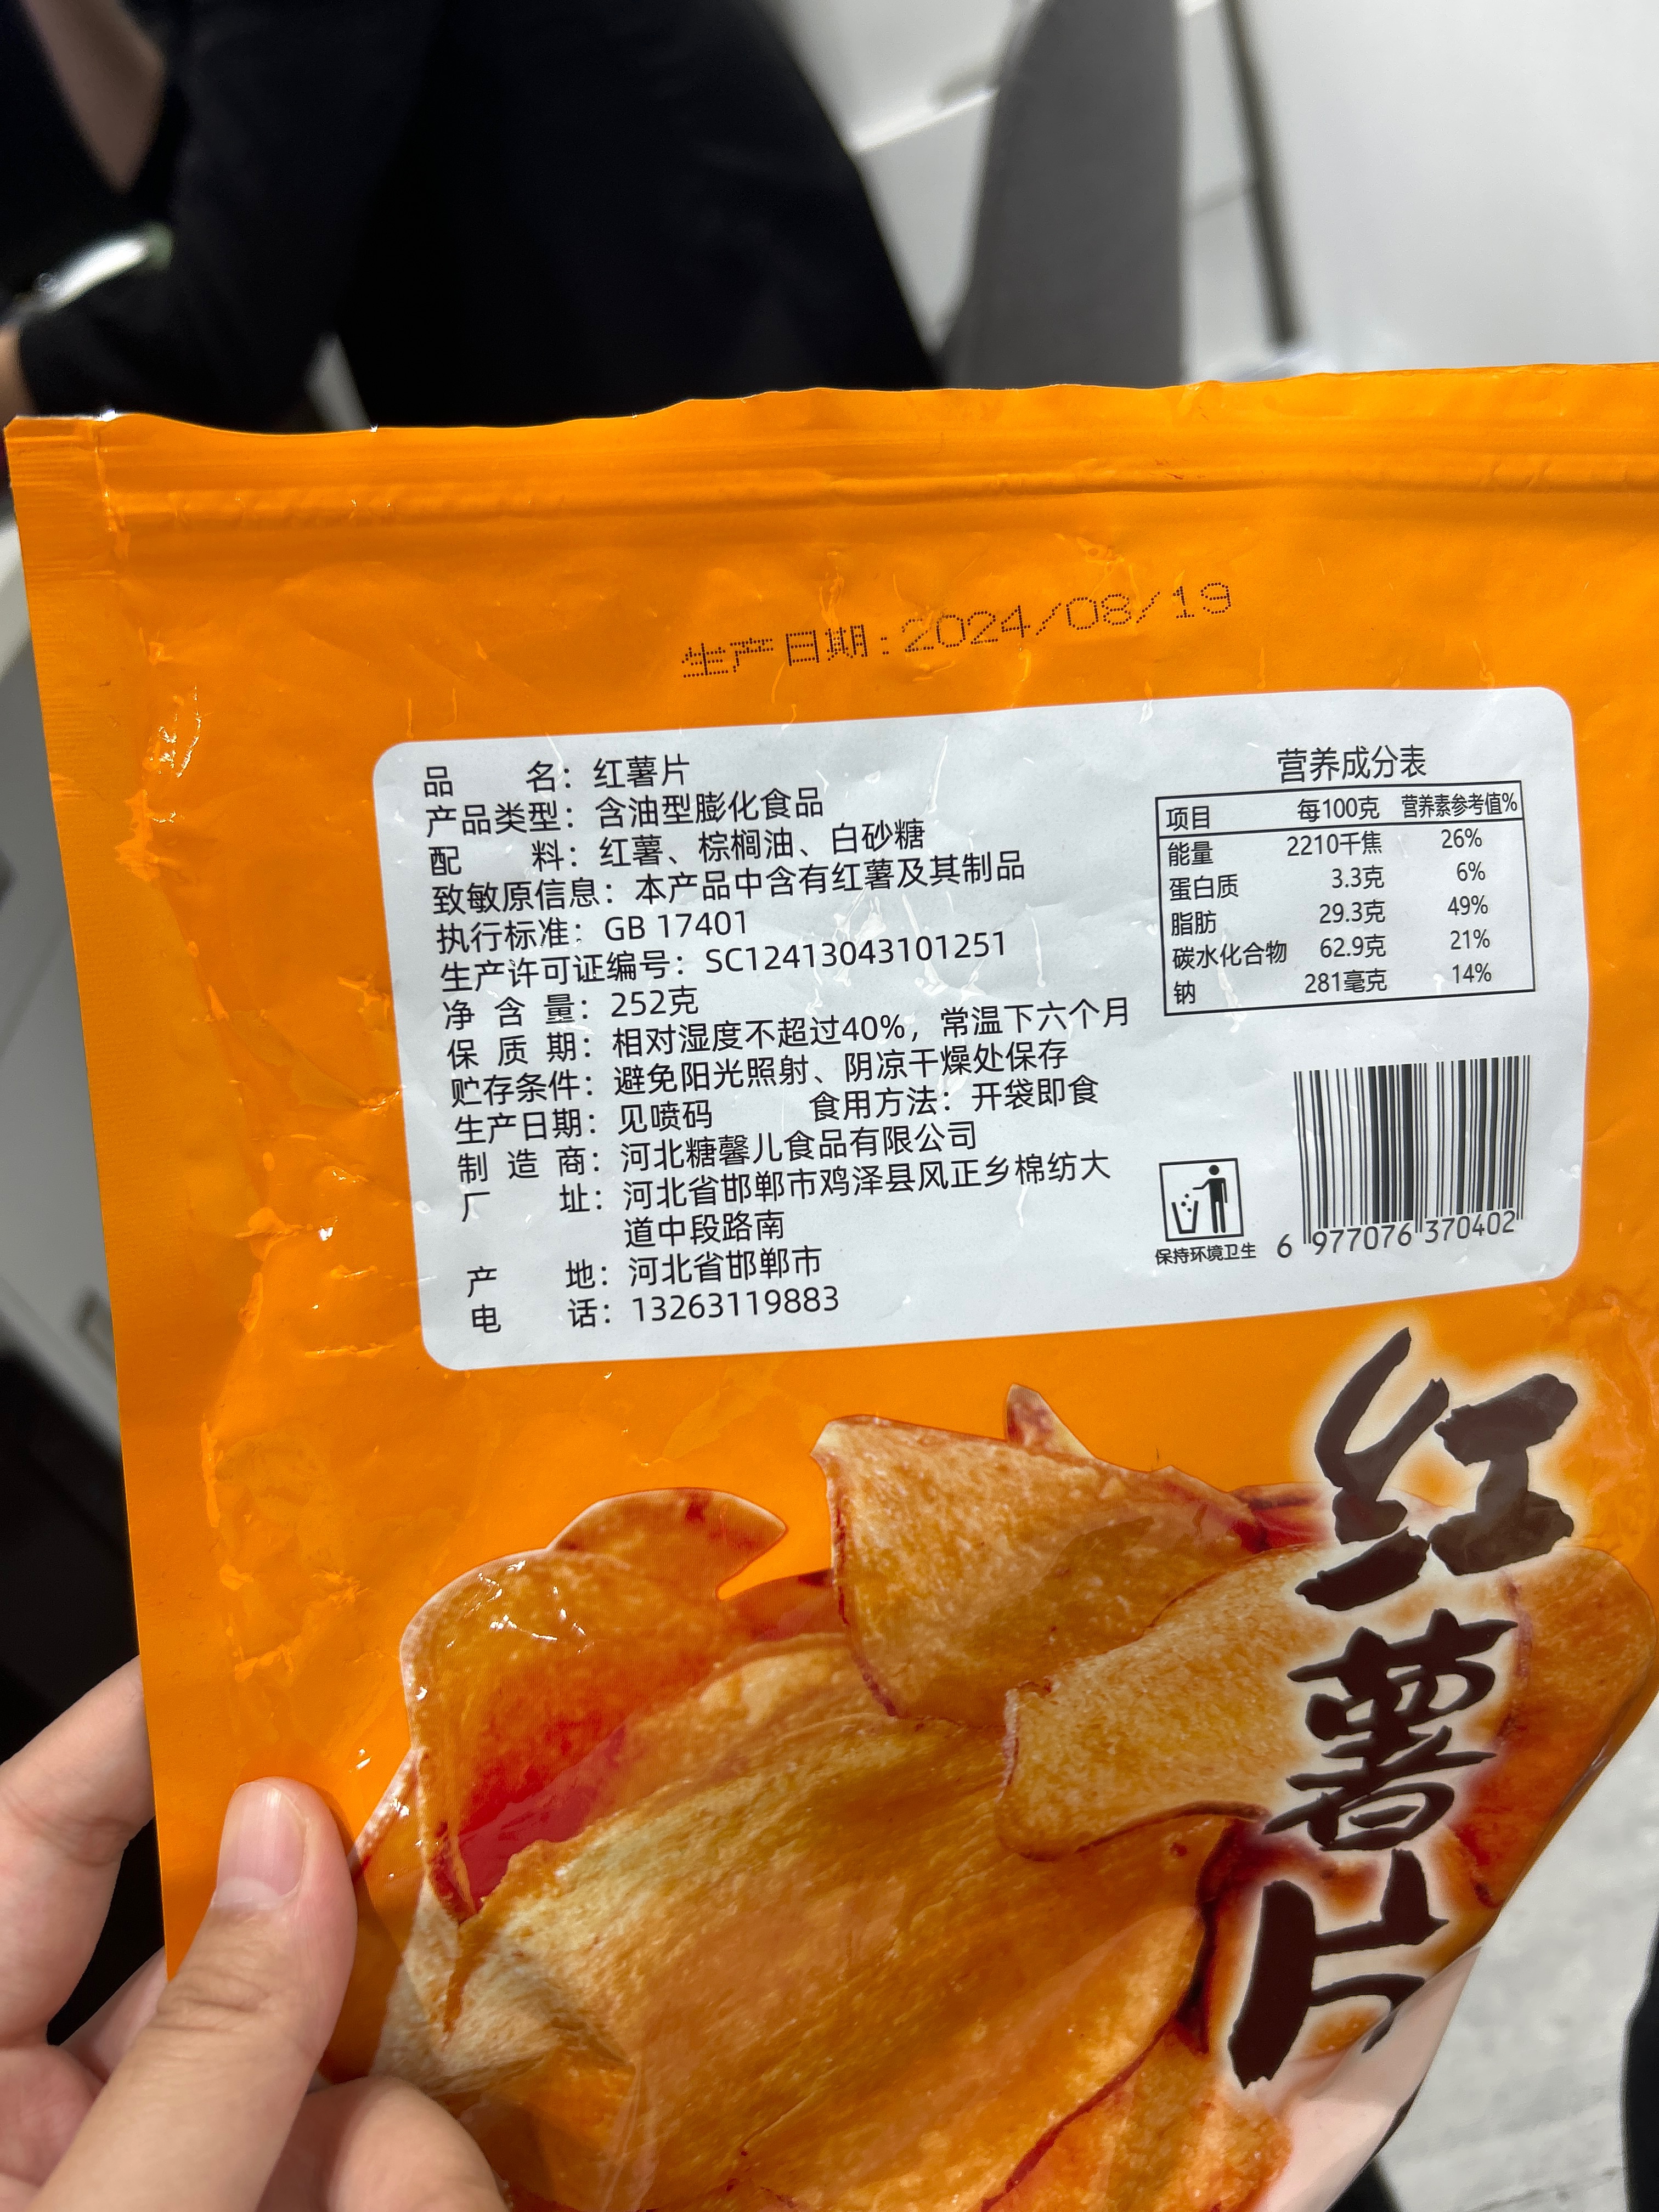 生产日期:2024/08/19
品名：红薯片
产品类型：含油型膨化食品
配料：红薯、棕榈油、白砂糖
致敏原信息：本产品中含有红薯及其制品
执行标准：GB 17401
生产许可证编号：SC12413043101251
净含量：252克
保质期：相对湿度不超过40%，常温下六个月
贮存条件：避免阳光照射、阴凉干燥处保存
生产日期：见喷码 食用方法：开袋即食
制造商：河北糖馨儿食品有限公司
厂址：河北省邯郸市鸡泽县风正乡棉纺大
道中段路南
产地：河北省邯郸市
电话：13263119883
营养成分表
项目 每100克 营养素参考值%
能量 2210千焦 26%
蛋白质 3.3克 6%
脂肪 29.3克 49%
碳水化合物 62.9克 21%
钠 281毫克 14%
保持环境卫生
6 977076 370402
红薯片